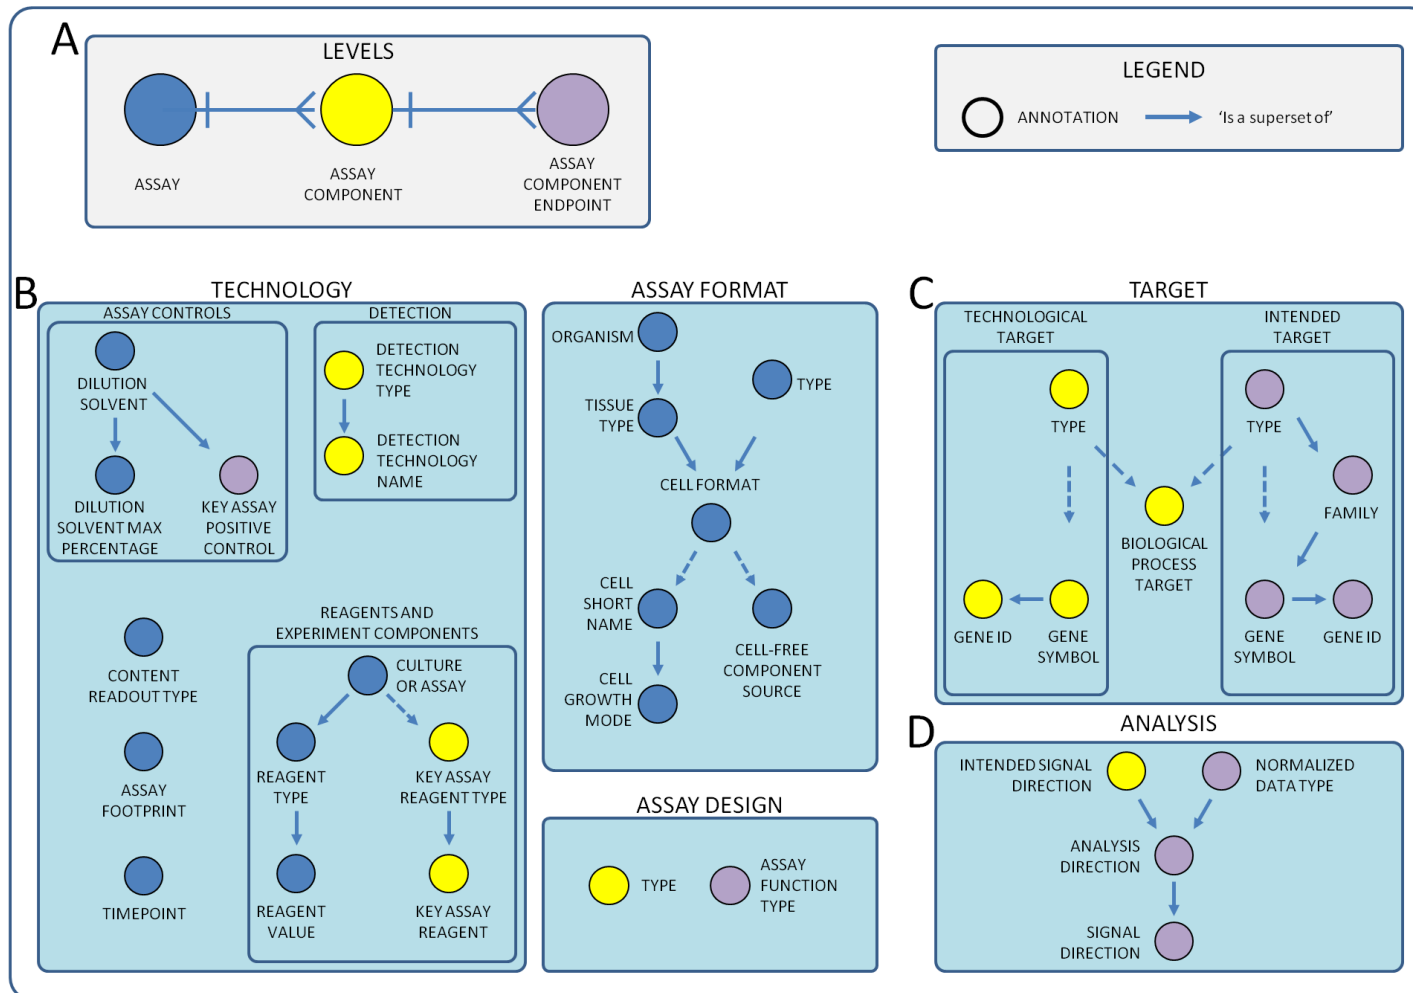 A
LEVELS
ASSAY
ASSAY
COMPONENT
ASSAY
COMPONENT
ENDPOINT
LEGEND
ANNOTATION
‘Is a superset of’
B
TECHNOLOGY
ASSAY CONTROLS
DILUTION
SOLVENT
DILUTION
SOLVENT MAX
PERCENTAGE
KEY ASSAY
POSITIVE
CONTROL
DETECTION
DETECTION
TECHNOLOGY
TYPE
DETECTION
TECHNOLOGY
NAME
CONTENT
READOUT TYPE
ASSAY
FOOTPRINT
TIMEPOINT
REAGENTS AND
EXPERIMENT COMPONENTS
CULTURE
OR ASSAY
REAGENT
TYPE
KEY ASSAY
REAGENT TYPE
REAGENT
VALUE
KEY ASSAY
REAGENT
ASSAY FORMAT
ORGANISM
TYPE
TISSUE
TYPE
CELL FORMAT
CELL
SHORT
NAME
CELL-FREE
COMPONENT
SOURCE
CELL
GROWTH
MODE
ASSAY DESIGN
TYPE
ASSAY
FUNCTION
TYPE
C
TARGET
TECHNOLOGICAL
TARGET
TYPE
GENE ID
GENE
SYMBOL
BIOLOGICAL
PROCESS
TARGET
INTENDED
TARGET
TYPE
FAMILY
GENE
SYMBOL
GENE ID
D
ANALYSIS
INTENDED SIGNAL
DIRECTION
NORMALIZED
DATA TYPE
ANALYSIS
DIRECTION
SIGNAL
DIRECTION